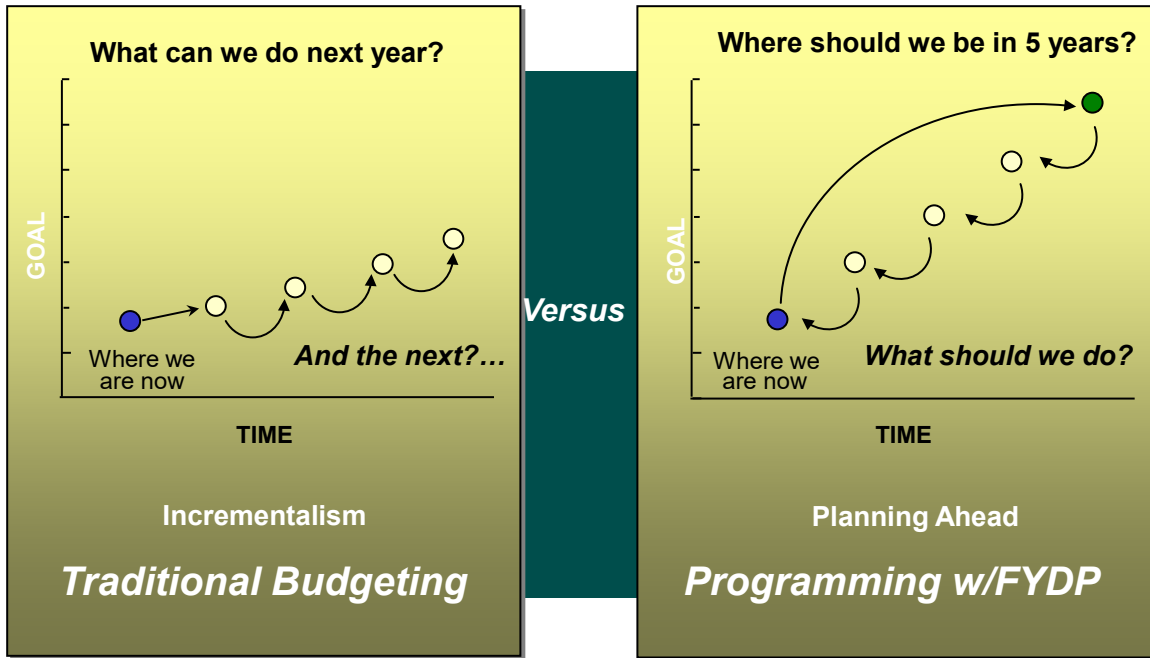 What can we do next year?
GOAL
Where we
are now
And the next?…
TIME
Incrementalism
Traditional Budgeting
Versus
Where should we be in 5 years?
GOAL
Where we
are now
What should we do?
TIME
Planning Ahead
Programming w/FYDP